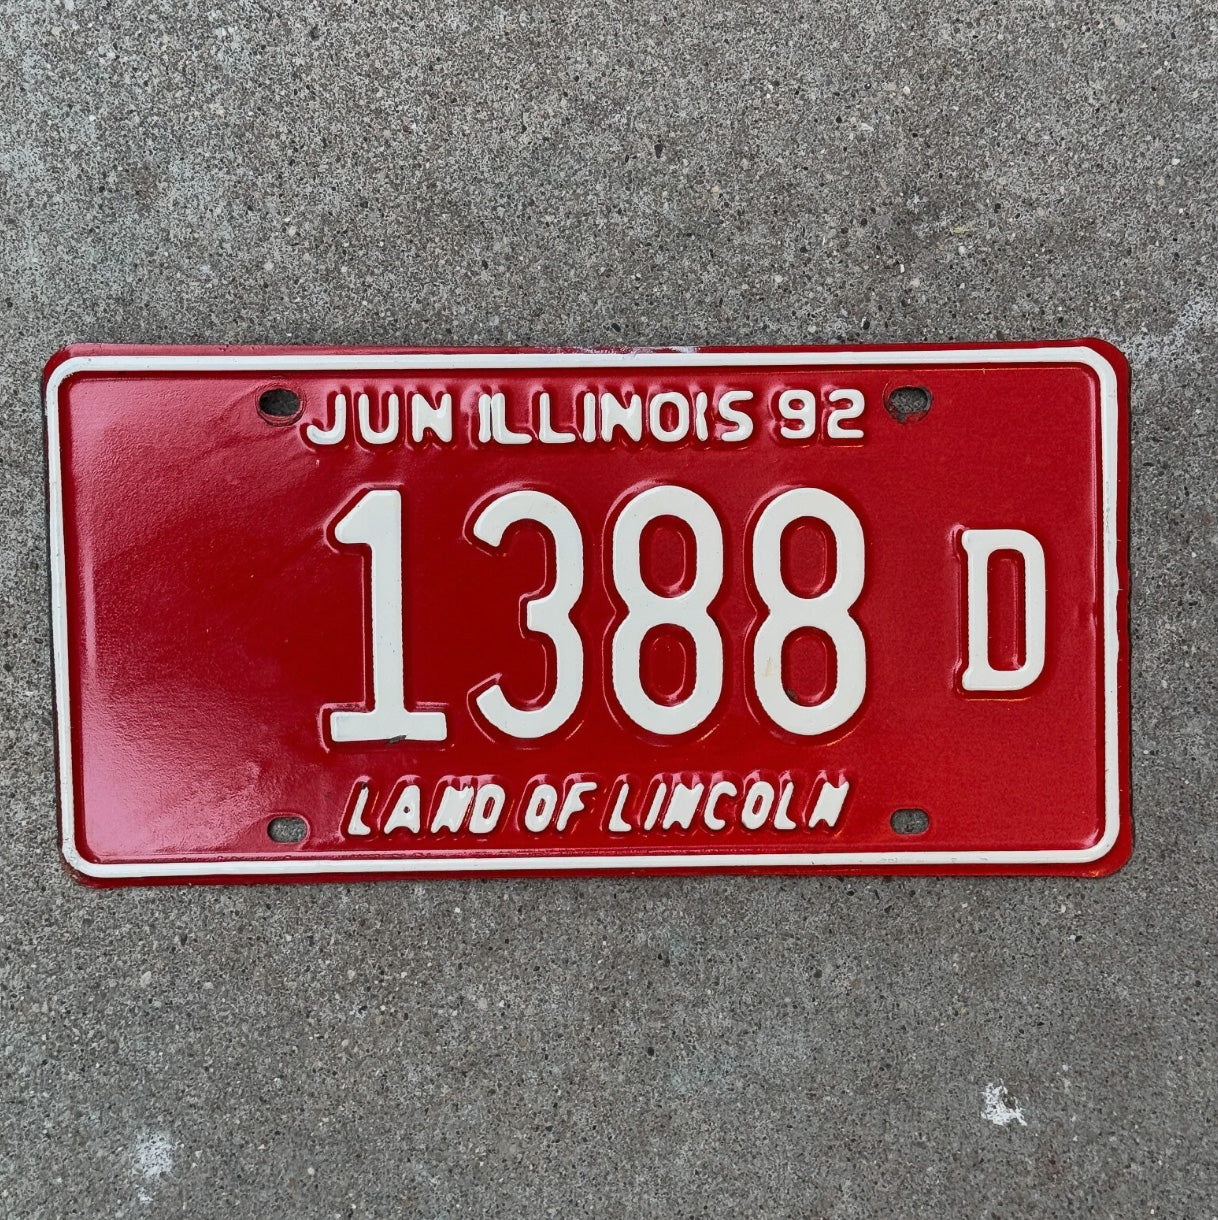 JUN ILLINOIS 92
1388 D
LAND OF LINCOLN